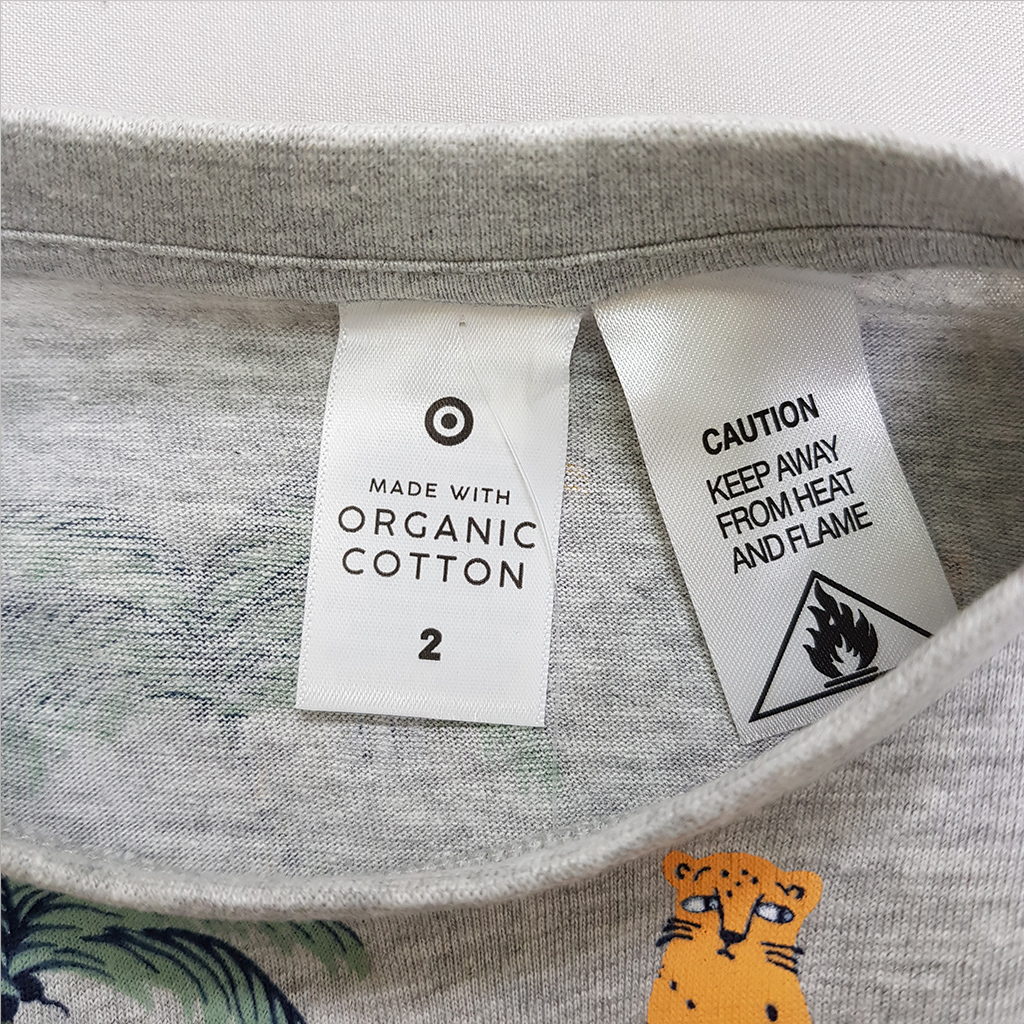 MADE WITH
ORGANIC
COTTON
2
CAUTION
KEEP AWAY
FROM HEAT
AND FLAME